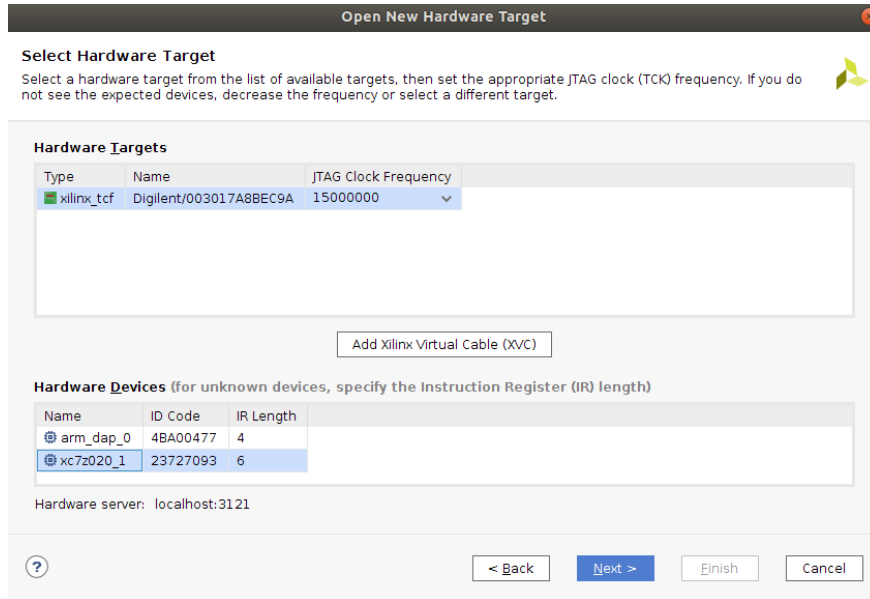 Open New Hardware Target
Select Hardware Target
Select a hardware target from the list of available targets, then set the appropriate JTAG clock (TCK) frequency. If you do
not see the expected devices, decrease the frequency or select a different target.
Hardware Targets
Type Name JTAG Clock Frequency
xilinx_tcf Digilent/003017A8BEC9A 15000000
Add Xilinx Virtual Cable (XVC)
Hardware Devices (for unknown devices, specify the Instruction Register (IR) length)
Name ID Code IR Length
arm_dap_0 4BA00477 4
xc7z020_1 23727093 6
Hardware server: localhost:3121
? < Back Next > Finish Cancel